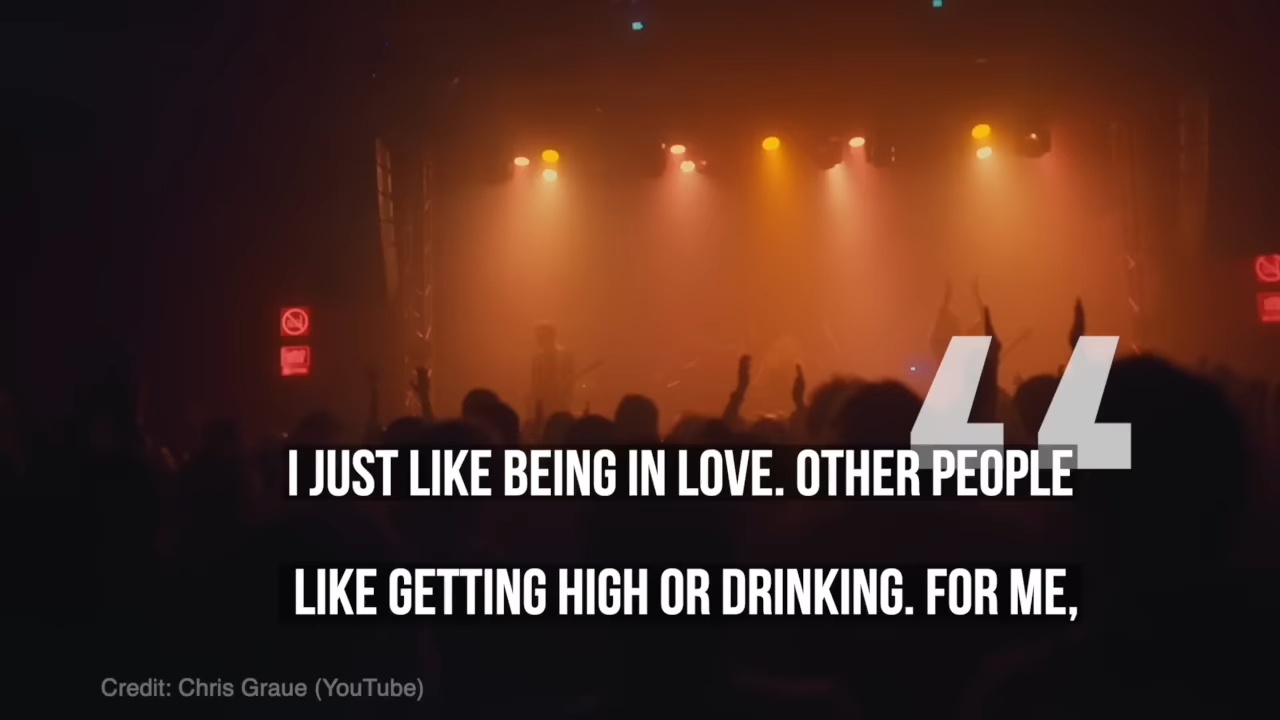 “
I JUST LIKE BEING IN LOVE. OTHER PEOPLE
LIKE GETTING HIGH OR DRINKING. FOR ME,
Credit: Chris Graue (YouTube)